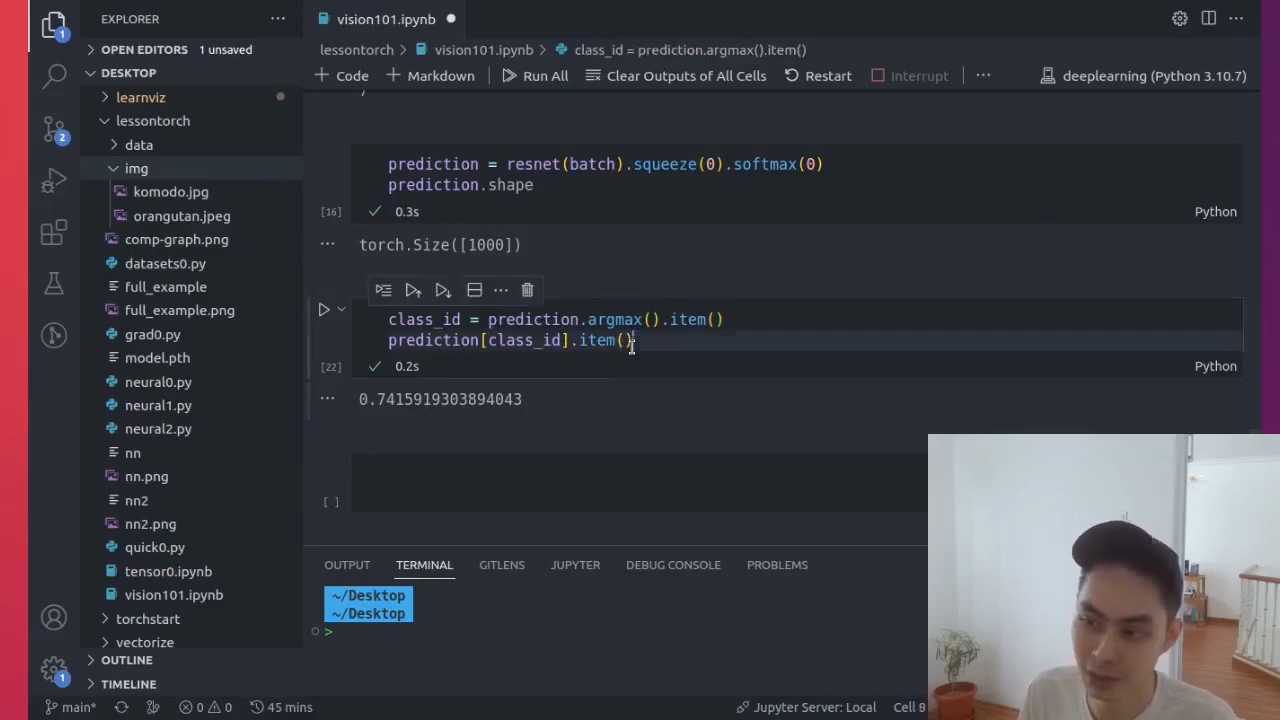 EXPLORER
vision101.ipynb
OPEN EDITORS 1 unsaved
lessontorch > vision101.ipynb > class_id = prediction.argmax().item()
DESKTOP
Code
Markdown
Run All
Clear Outputs of All Cells
Restart
Interrupt
deeplearning (Python 3.10.7)
learnviz
lessontorch
data
img
komodo.jpg
orangutan.jpeg
comp-graph.png
datasets0.py
full_example
full_example.png
grad0.py
model.pth
neural0.py
neural1.py
neural2.py
nn
nn.png
nn2
nn2.png
quick0.py
tensor0.ipynb
vision101.ipynb
torchstart
vectorize
OUTLINE
TIMELINE
)
prediction = resnet(batch).squeeze(0).softmax(0)
prediction.shape
[16] 0.3s Python
torch.Size([1000])
class_id = prediction.argmax().item()
prediction[class_id].item()
[22] 0.2s Python
0.7415919303894043
[ ]
OUTPUT TERMINAL GITLENS JUPYTER DEBUG CONSOLE PROBLEMS
~/Desktop
~/Desktop
>
1
2
1
main* 0 0 45 mins Jupyter Server: Local Cell 9